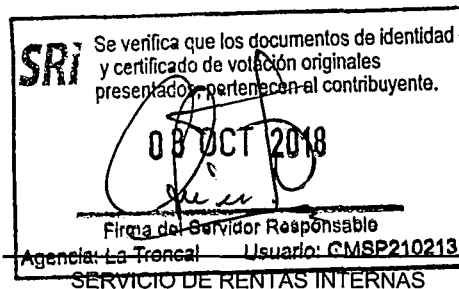 SRi Se verifica que los documentos de identidad
y certificado de votación originales
presentados, pertenecen al contribuyente.
OCT 2018
Firma del Servidor Responsable
Agencia: La Troncal Usuario: CMSP210213
SERVICIO DE RENTAS INTERNAS